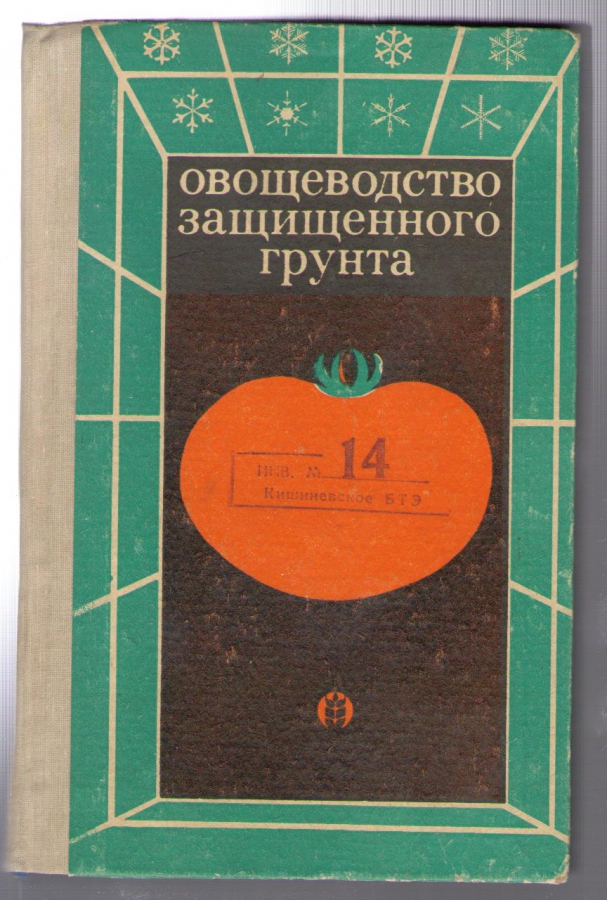 ОВОЩЕВОДСТВО
ЗАЩИЩЕННОГО
ГРУНТА
ИНВ. № 14
Кишиневское БТЭ